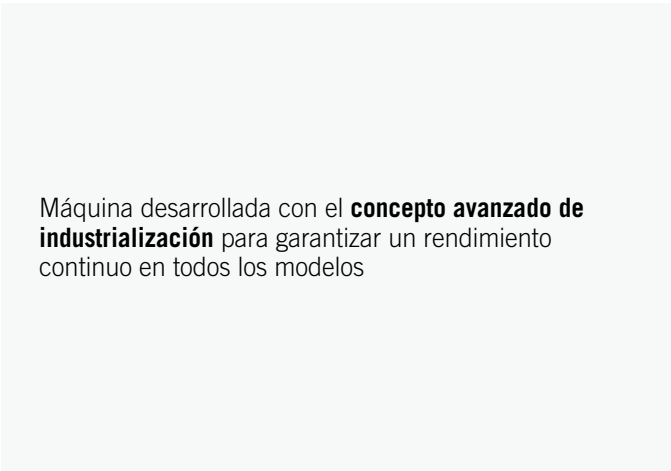 Máquina desarrollada con el concepto avanzado de
industrialización para garantizar un rendimiento
continuo en todos los modelos